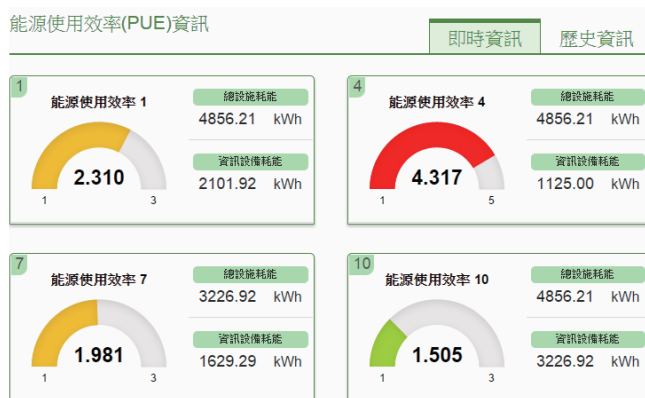 能源使用效率(PUE)資訊
即時資訊 歷史資訊
1
能源使用效率 1
2.310
1 3
總設施耗能
4856.21 kWh
資訊設備耗能
2101.92 kWh
4
能源使用效率 4
4.317
1 5
總設施耗能
4856.21 kWh
資訊設備耗能
1125.00 kWh
7
能源使用效率 7
1.981
1 3
總設施耗能
3226.92 kWh
資訊設備耗能
1629.29 kWh
10
能源使用效率 10
1.505
1 3
總設施耗能
4856.21 kWh
資訊設備耗能
3226.92 kWh